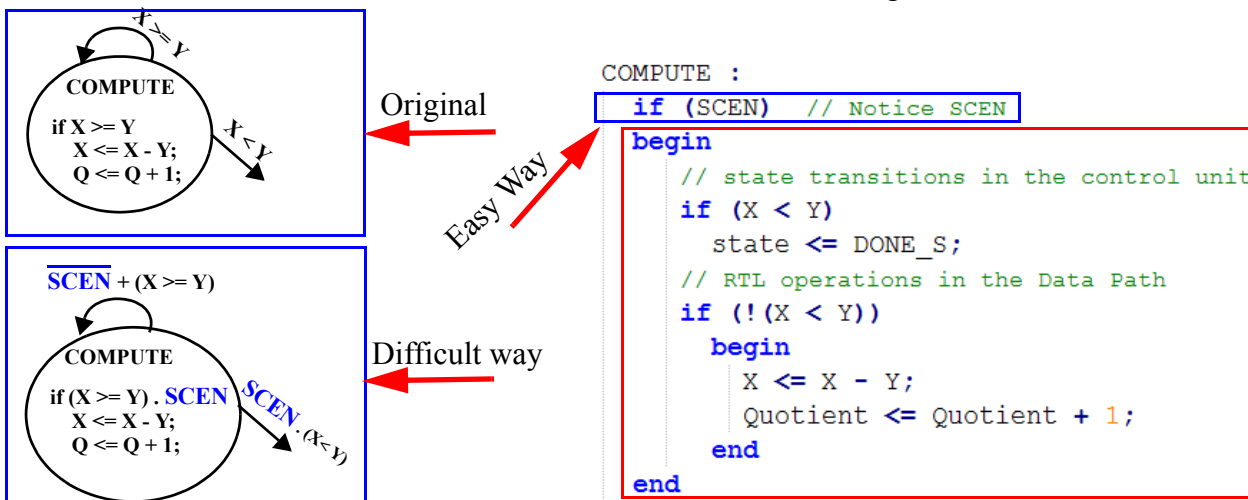 X >= Y
COMPUTE
if X >= Y
X <= X - Y;
Q <= Q + 1;
X < Y
Original
SCEN + (X >= Y)
COMPUTE
if (X >= Y) . SCEN
X <= X - Y;
Q <= Q + 1;
SCEN . (X< Y)
Difficult way
Easy Way
COMPUTE :
if (SCEN) // Notice SCEN
begin
// state transitions in the control unit
if (X < Y)
state <= DONE_S;
// RTL operations in the Data Path
if (!(X < Y))
begin
X <= X - Y;
Quotient <= Quotient + 1;
end
end